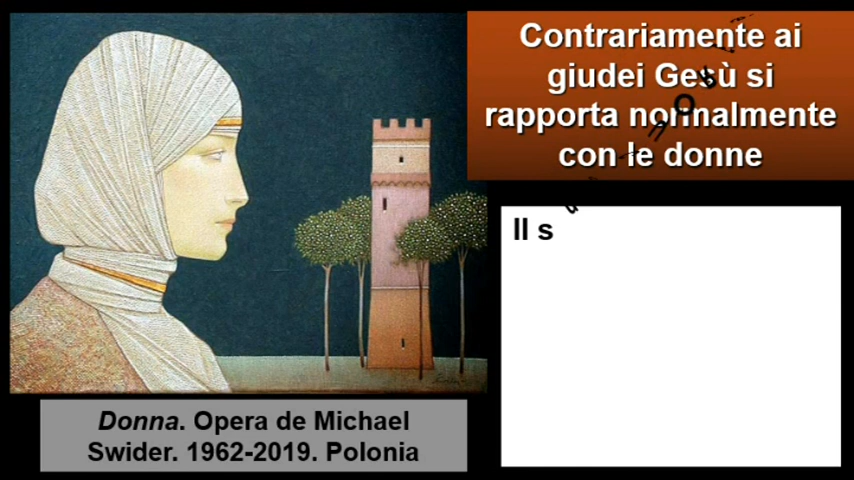 Contrariamente ai
giudei Gesù si
rapporta normalmente
con le donne
Il s
Donna. Opera de Michael
Swider. 1962-2019. Polonia